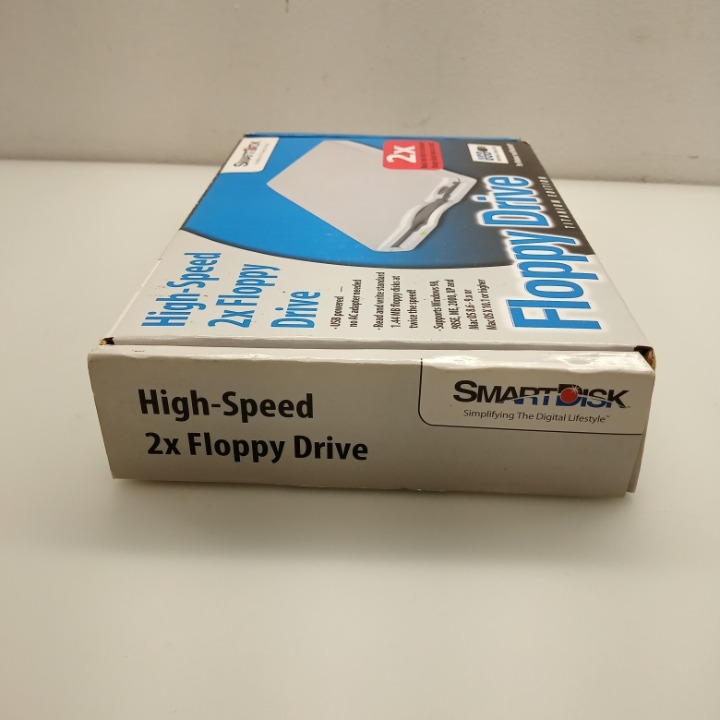 SMARTDISK
2x
High-Speed
2x Floppy
Drive
-USB powered
no AC adapter needed
-Read and write standard
1.44 MB floppy disks at
twice the speed!
-Supports Windows 98,
98SE, ME, 2000, XP and
Mac OS 8.6 - 9.x or
Mac OS X 10.1 or higher
Floppy Drive
TITANIUM EDITION
High-Speed
2x Floppy Drive
SMARTDISK
Simplifying The Digital Lifestyle™